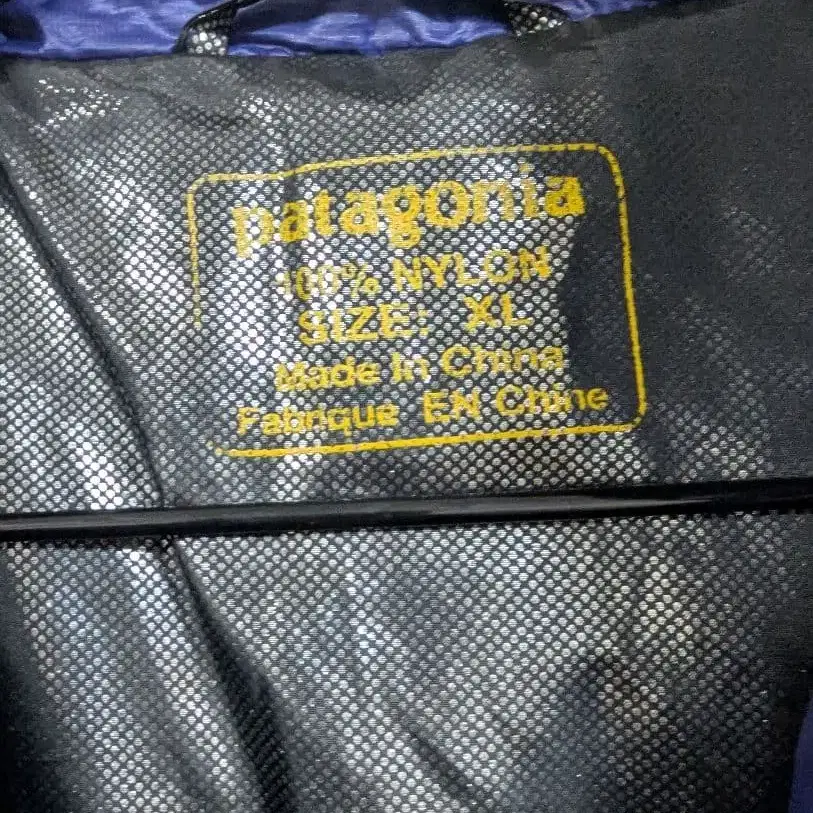 patagonia
100% NYLON
SIZE: XL
Made In China
Fabrique EN Chine